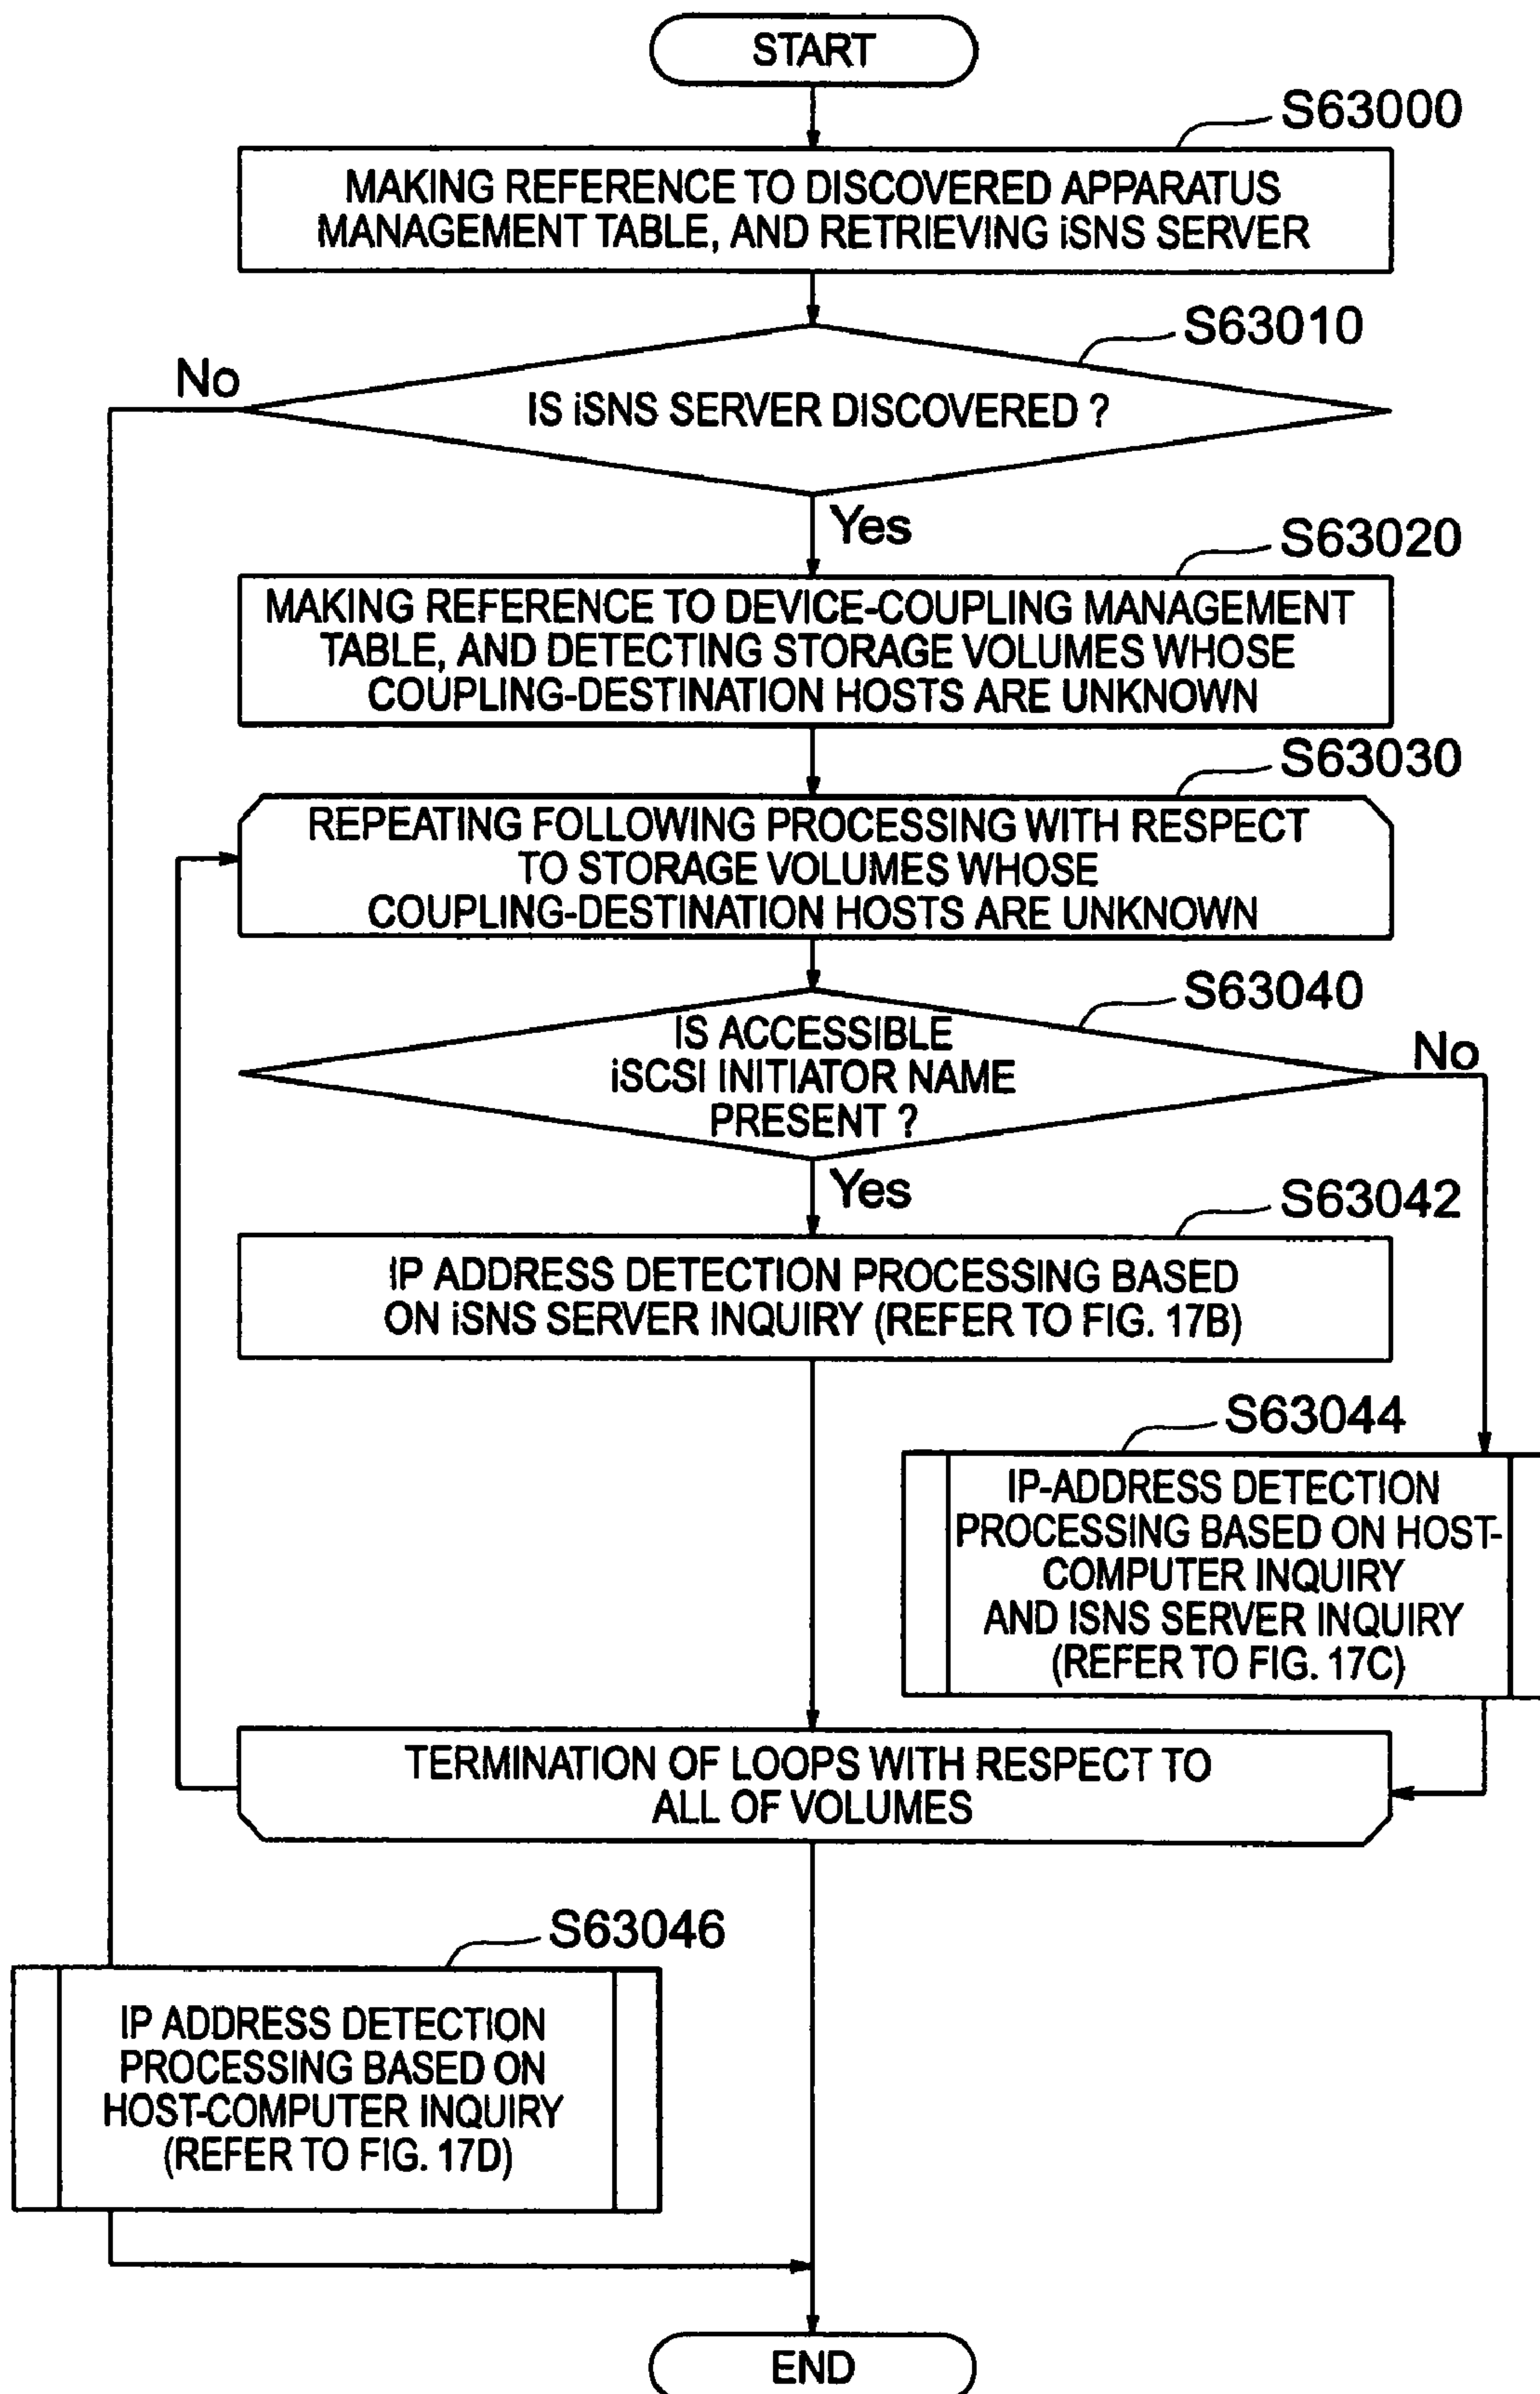 START
S63000
MAKING REFERENCE TO DISCOVERED APPARATUS
MANAGEMENT TABLE, AND RETRIEVING iSNS SERVER
S63010
No
IS iSNS SERVER DISCOVERED ?
Yes
S63020
MAKING REFERENCE TO DEVICE-COUPLING MANAGEMENT
TABLE, AND DETECTING STORAGE VOLUMES WHOSE
COUPLING-DESTINATION HOSTS ARE UNKNOWN
S63030
REPEATING FOLLOWING PROCESSING WITH RESPECT
TO STORAGE VOLUMES WHOSE
COUPLING-DESTINATION HOSTS ARE UNKNOWN
S63040
IS ACCESSIBLE
iSCSI INITIATOR NAME
PRESENT ?
No
Yes
S63042
IP ADDRESS DETECTION PROCESSING BASED
ON iSNS SERVER INQUIRY (REFER TO FIG. 17B)
S63044
IP-ADDRESS DETECTION
PROCESSING BASED ON HOST-
COMPUTER INQUIRY
AND ISNS SERVER INQUIRY
(REFER TO FIG. 17C)
TERMINATION OF LOOPS WITH RESPECT TO
ALL OF VOLUMES
S63046
IP ADDRESS DETECTION
PROCESSING BASED ON
HOST-COMPUTER INQUIRY
(REFER TO FIG. 17D)
END